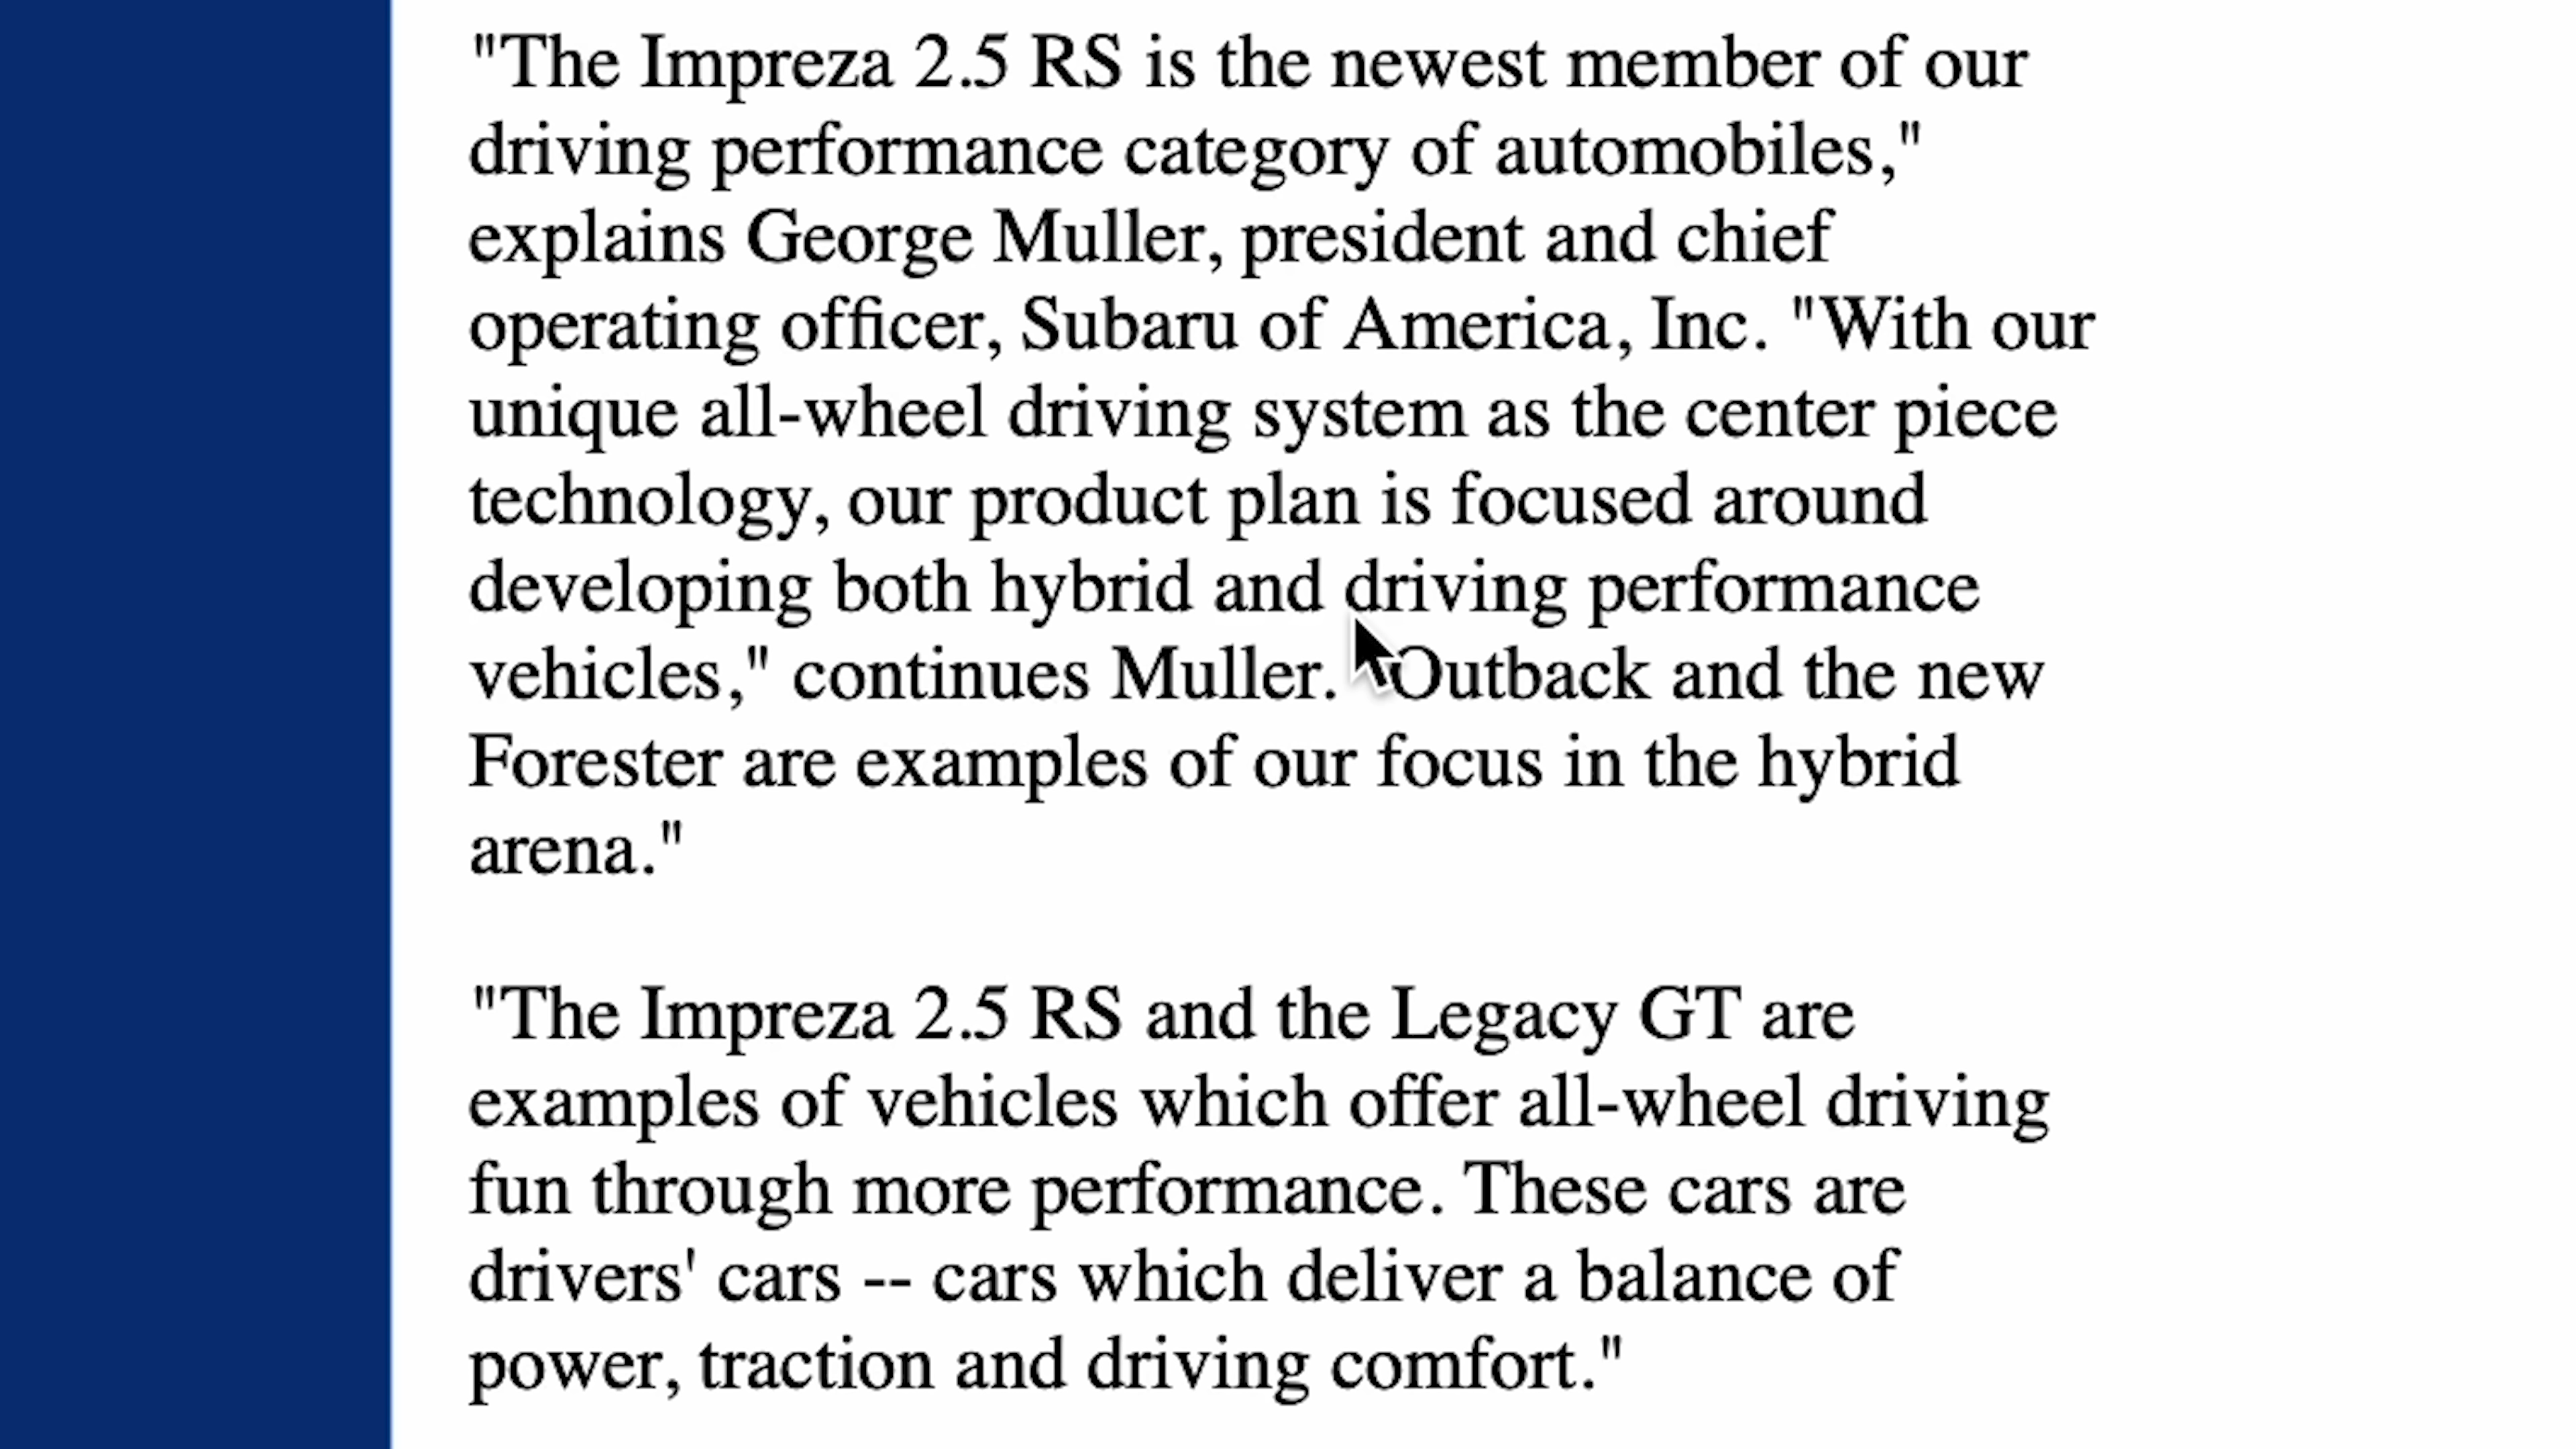 "The Impreza 2.5 RS is the newest member of our
driving performance category of automobiles,"
explains George Muller, president and chief
operating officer, Subaru of America, Inc. "With our
unique all-wheel driving system as the center piece
technology, our product plan is focused around
developing both hybrid and driving performance
vehicles," continues Muller. "Outback and the new
Forester are examples of our focus in the hybrid
arena."
"The Impreza 2.5 RS and the Legacy GT are
examples of vehicles which offer all-wheel driving
fun through more performance. These cars are
drivers' cars -- cars which deliver a balance of
power, traction and driving comfort."